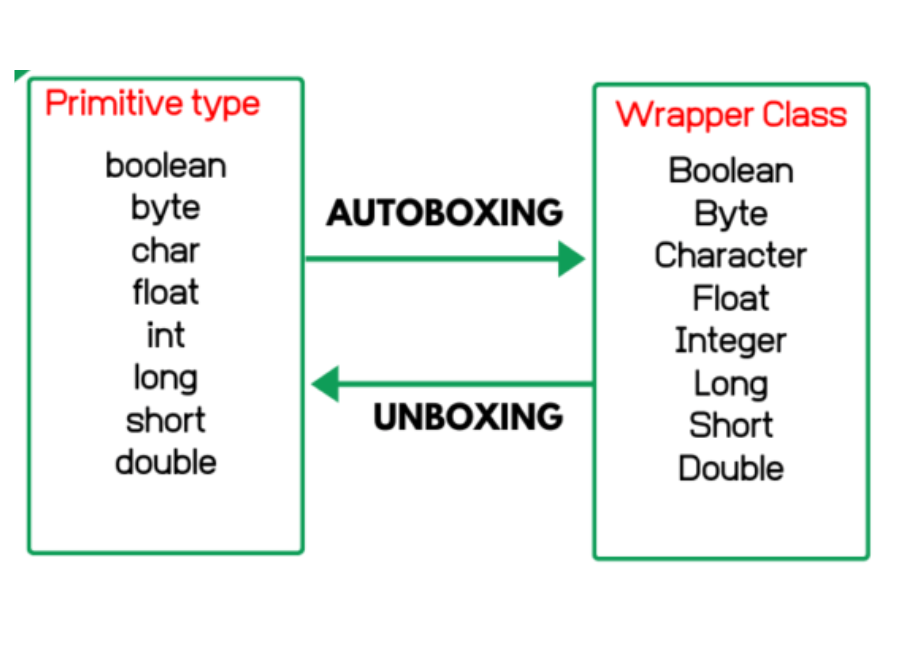 Primitive type
boolean
byte
char
float
int
long
short
double
AUTOBOXING
UNBOXING
Wrapper Class
Boolean
Byte
Character
Float
Integer
Long
Short
Double